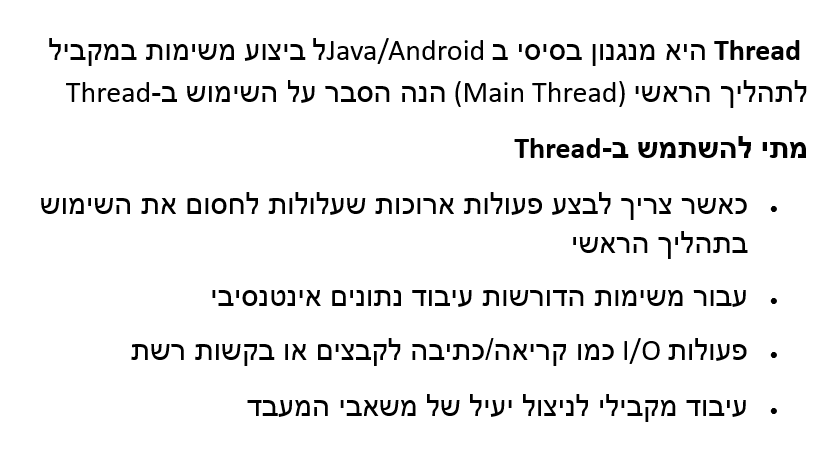 Thread היא מנגנון בסיסי ב Java/Androidל ביצוע משימות במקביל
לתהליך הראשי (Main Thread) הנה הסבר על השימוש ב-Thread
מתי להשתמש ב-Thread
• כאשר צריך לבצע פעולות ארוכות שעלולות לחסום את השימוש
בתהליך הראשי
• עבור משימות הדורשות עיבוד נתונים אינטנסיבי
• פעולות I/O כמו קריאה/כתיבה לקבצים או בקשות רשת
• עיבוד מקבילי לניצול יעיל של משאבי המעבד